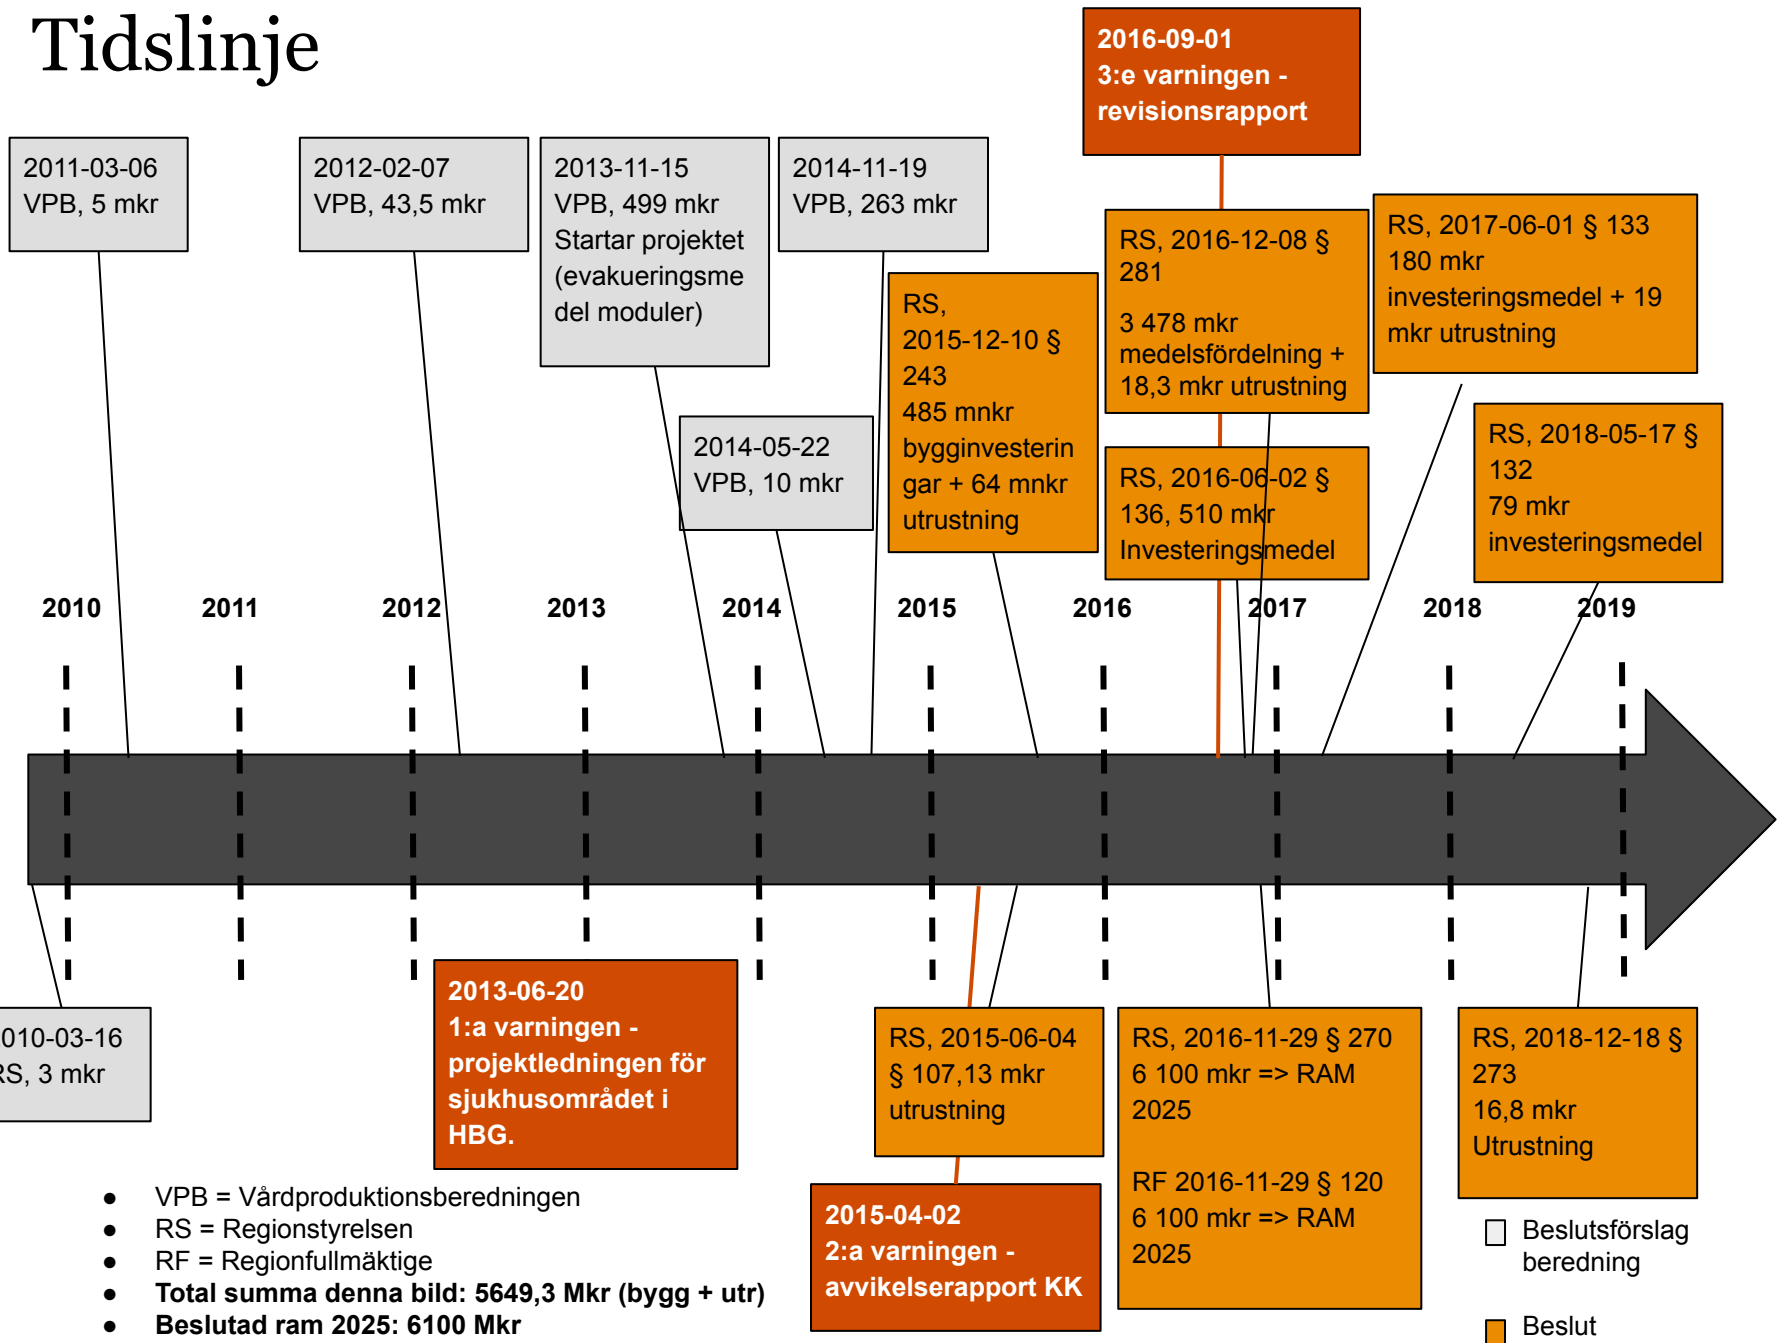 Tidslinje
2016-09-01
3:e varningen -
revisionsrapport
2011-03-06
VPB, 5 mkr
2012-02-07
VPB, 43,5 mkr
2013-11-15
VPB, 499 mkr
Startar projektet
(evakueringsme
del moduler)
2014-11-19
VPB, 263 mkr
2014-05-22
VPB, 10 mkr
RS,
2015-12-10 §
243
485 mnkr
bygginvesterin
gar + 64 mnkr
utrustning
RS, 2016-12-08 §
281
3 478 mkr
medelsfördelning +
18,3 mkr utrustning
RS, 2016-06-02 §
136, 510 mkr
Investeringsmedel
RS, 2017-06-01 § 133
180 mkr
investeringsmedel + 19
mkr utrustning
RS, 2018-05-17 §
132
79 mkr
investeringsmedel
2010 2011 2012 2013 2014 2015 2016 2017 2018 2019
010-03-16
RS, 3 mkr
2013-06-20
1:a varningen -
projektledningen för
sjukhusområdet i
HBG.
RS, 2015-06-04
§ 107,13 mkr
utrustning
2015-04-02
2:a varningen -
avvikelserapport KK
RS, 2016-11-29 § 270
6 100 mkr => RAM
2025
RF 2016-11-29 § 120
6 100 mkr => RAM
2025
RS, 2018-12-18 §
273
16,8 mkr
Utrustning
● VPB = Vårdproduktionsberedningen
● RS = Regionstyrelsen
● RF = Regionfullmäktige
● Total summa denna bild: 5649,3 Mkr (bygg + utr)
● Beslutad ram 2025: 6100 Mkr
Beslutsförslag
beredning
Beslut